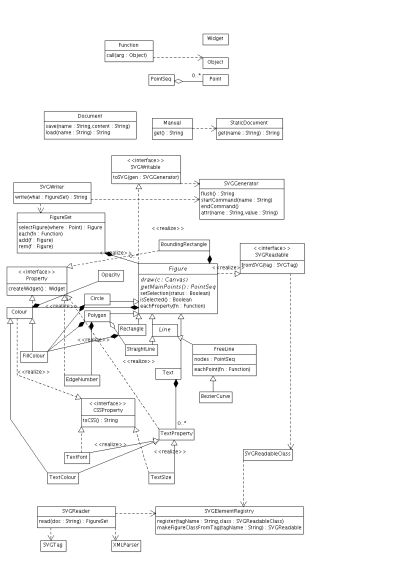 Widget
Function
call(arg : Object)
Object
PointSeq
0..*
Point
Document
save(name : String,content : String)
load(name : String) : String
Manual
get() : String
StaticDocument
get(name : String) : String
<<interface>>
SVGWritable
toSVG(gen : SVGGenerator)
SVGWriter
write(what : FigureSet) : String
SVGGenerator
flush() : String
startCommand(name : String)
endCommand()
attr(name : String,value : String)
FigureSet
selectFigure(where : Point) : Figure
each(fn : Function)
add(f : Figure)
rem(f : Figure)
<<realize>>
BoundingRectangle
<<interface>>
SVGReadable
fromSVG(tag : SVGTag)
<<realize>>
<<realize>>
<<interface>>
Property
createWidget() : Widget
Opacity
Figure
draw(c : Canvas)
getMainPoints() : PointSeq
setSelection(status : Boolean)
isSelected() : Boolean
eachProperty(fn : Function)
Circle
<<realize>>
Colour
Polygon
Rectangle
Line
StraightLine
FillColour
<<realize>>
FreeLine
nodes : PointSeq
eachPoint(fn : Function)
Text
EdgeNumber
BezierCurve
<<interface>>
CSSProperty
toCSS() : String
0..*
TextProperty
<<realize>>
<<realize>>
TextFont
SVGReadableClass
TextColour
TextSize
SVGReader
read(doc : String) : FigureSet
SVGElementRegistry
register(tagName : String,class : SVGReadableClass)
makeFigureClassFromTag(tagName : String) : SVGReadable
SVGTag
XMLParser